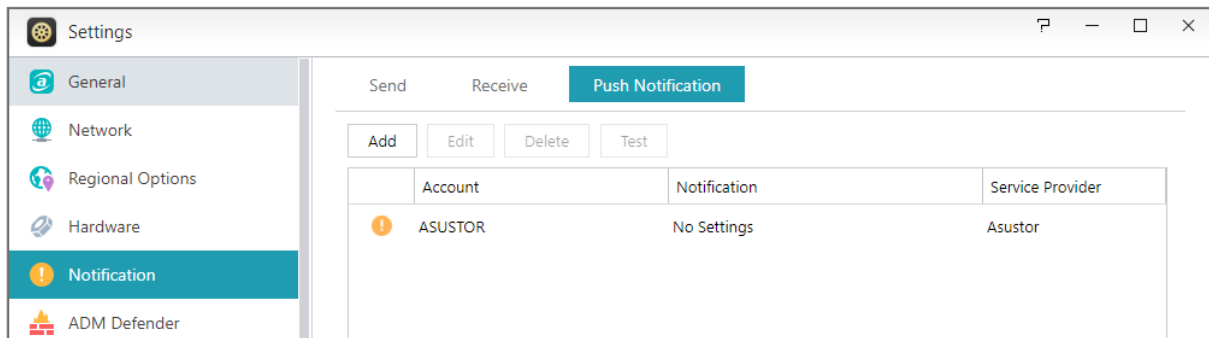 Settings
General
Network
Regional Options
Hardware
Notification
ADM Defender
Send Receive Push Notification
Add Edit Delete Test
Account Notification Service Provider
ASUSTOR No Settings Asustor